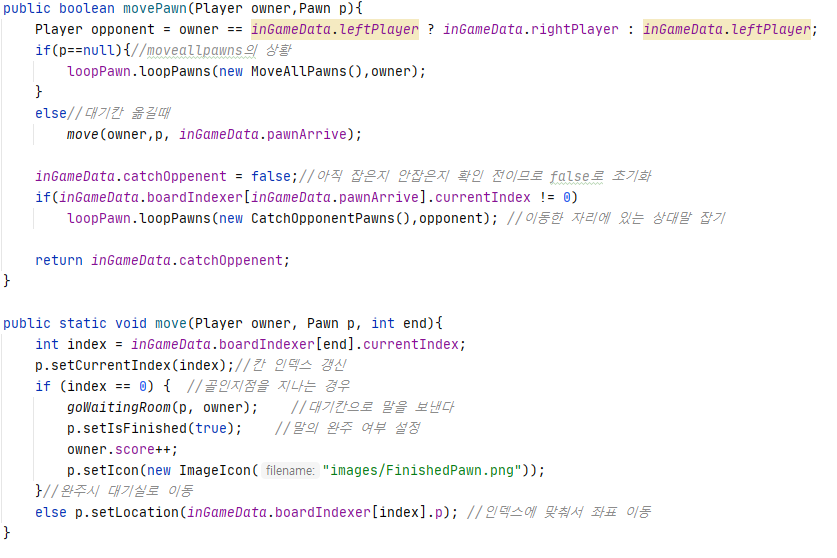 public boolean movePawn(Player owner,Pawn p){
    Player opponent = owner == inGameData.leftPlayer ? inGameData.rightPlayer : inGameData.leftPlayer;
    if(p==null){//moveallpawns의 상황
        loopPawn.loopPawns(new MoveAllPawns(),owner);
    }
    else//대기칸 옮길때
        move(owner,p, inGameData.pawnArrive);

    inGameData.catchOppenent = false;//아직 잡은지 안잡은지 확인 전이므로 false로 초기화
    if(inGameData.boardIndexer[inGameData.pawnArrive].currentIndex != 0)
        loopPawn.loopPawns(new CatchOpponentPawns(),opponent); //이동한 자리에 있는 상대말 잡기

    return inGameData.catchOppenent;
}

public static void move(Player owner, Pawn p, int end){
    int index = inGameData.boardIndexer[end].currentIndex;
    p.setCurrentIndex(index);//칸 인덱스 갱신
    if (index == 0) {  //골인지점을 지나는 경우
        goWaitingRoom(p, owner);    //대기칸으로 말을 보낸다
        p.setIsFinished(true);    //말의 완주 여부 설정
        owner.score++;
        p.setIcon(new ImageIcon( filename: "images/FinishedPawn.png"));
    }//완주시 대기실로 이동
    else p.setLocation(inGameData.boardIndexer[index].p); //인덱스에 맞춰서 좌표 이동
}